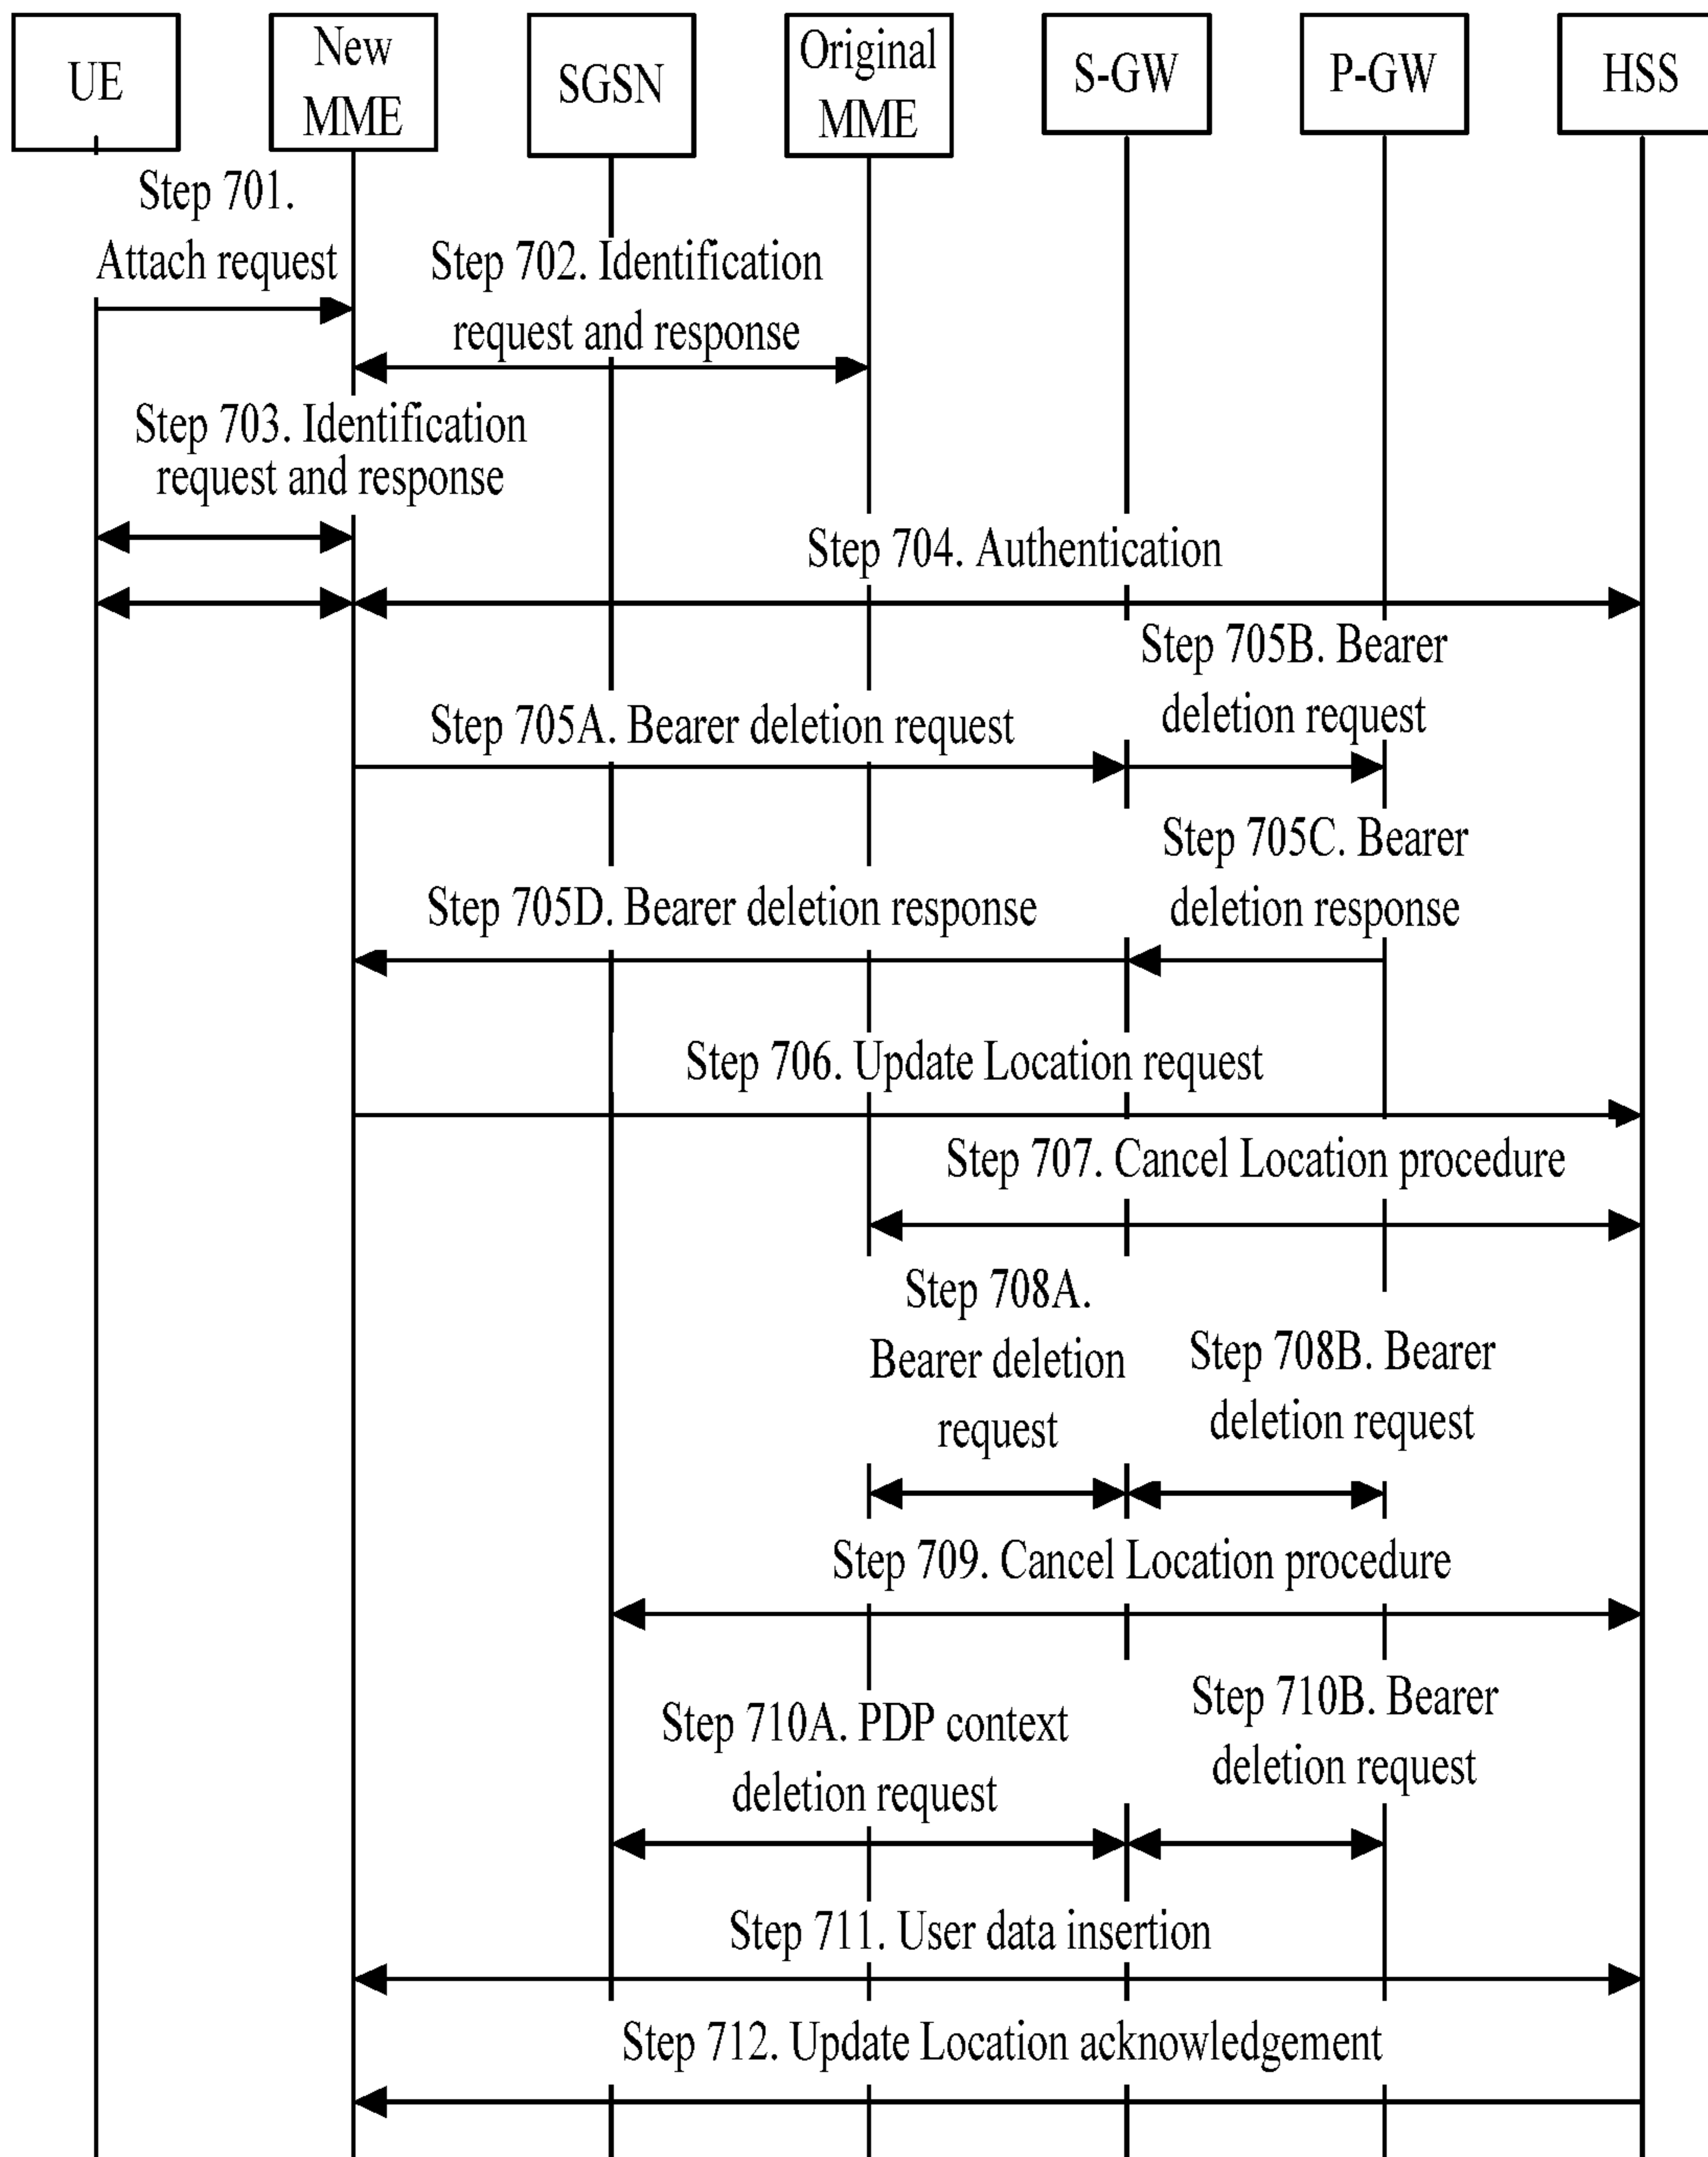 UE
New
MME
SGSN
Original
MME
S-GW
P-GW
HSS
Step 701.
Attach request
Step 702. Identification
request and response
Step 703. Identification
request and response
Step 704. Authentication
Step 705B. Bearer
deletion request
Step 705A. Bearer deletion request
Step 705C. Bearer
deletion response
Step 705D. Bearer deletion response
Step 706. Update Location request
Step 707. Cancel Location procedure
Step 708A.
Bearer deletion
request
Step 708B. Bearer
deletion request
Step 709. Cancel Location procedure
Step 710A. PDP context
deletion request
Step 710B. Bearer
deletion request
Step 711. User data insertion
Step 712. Update Location acknowledgement